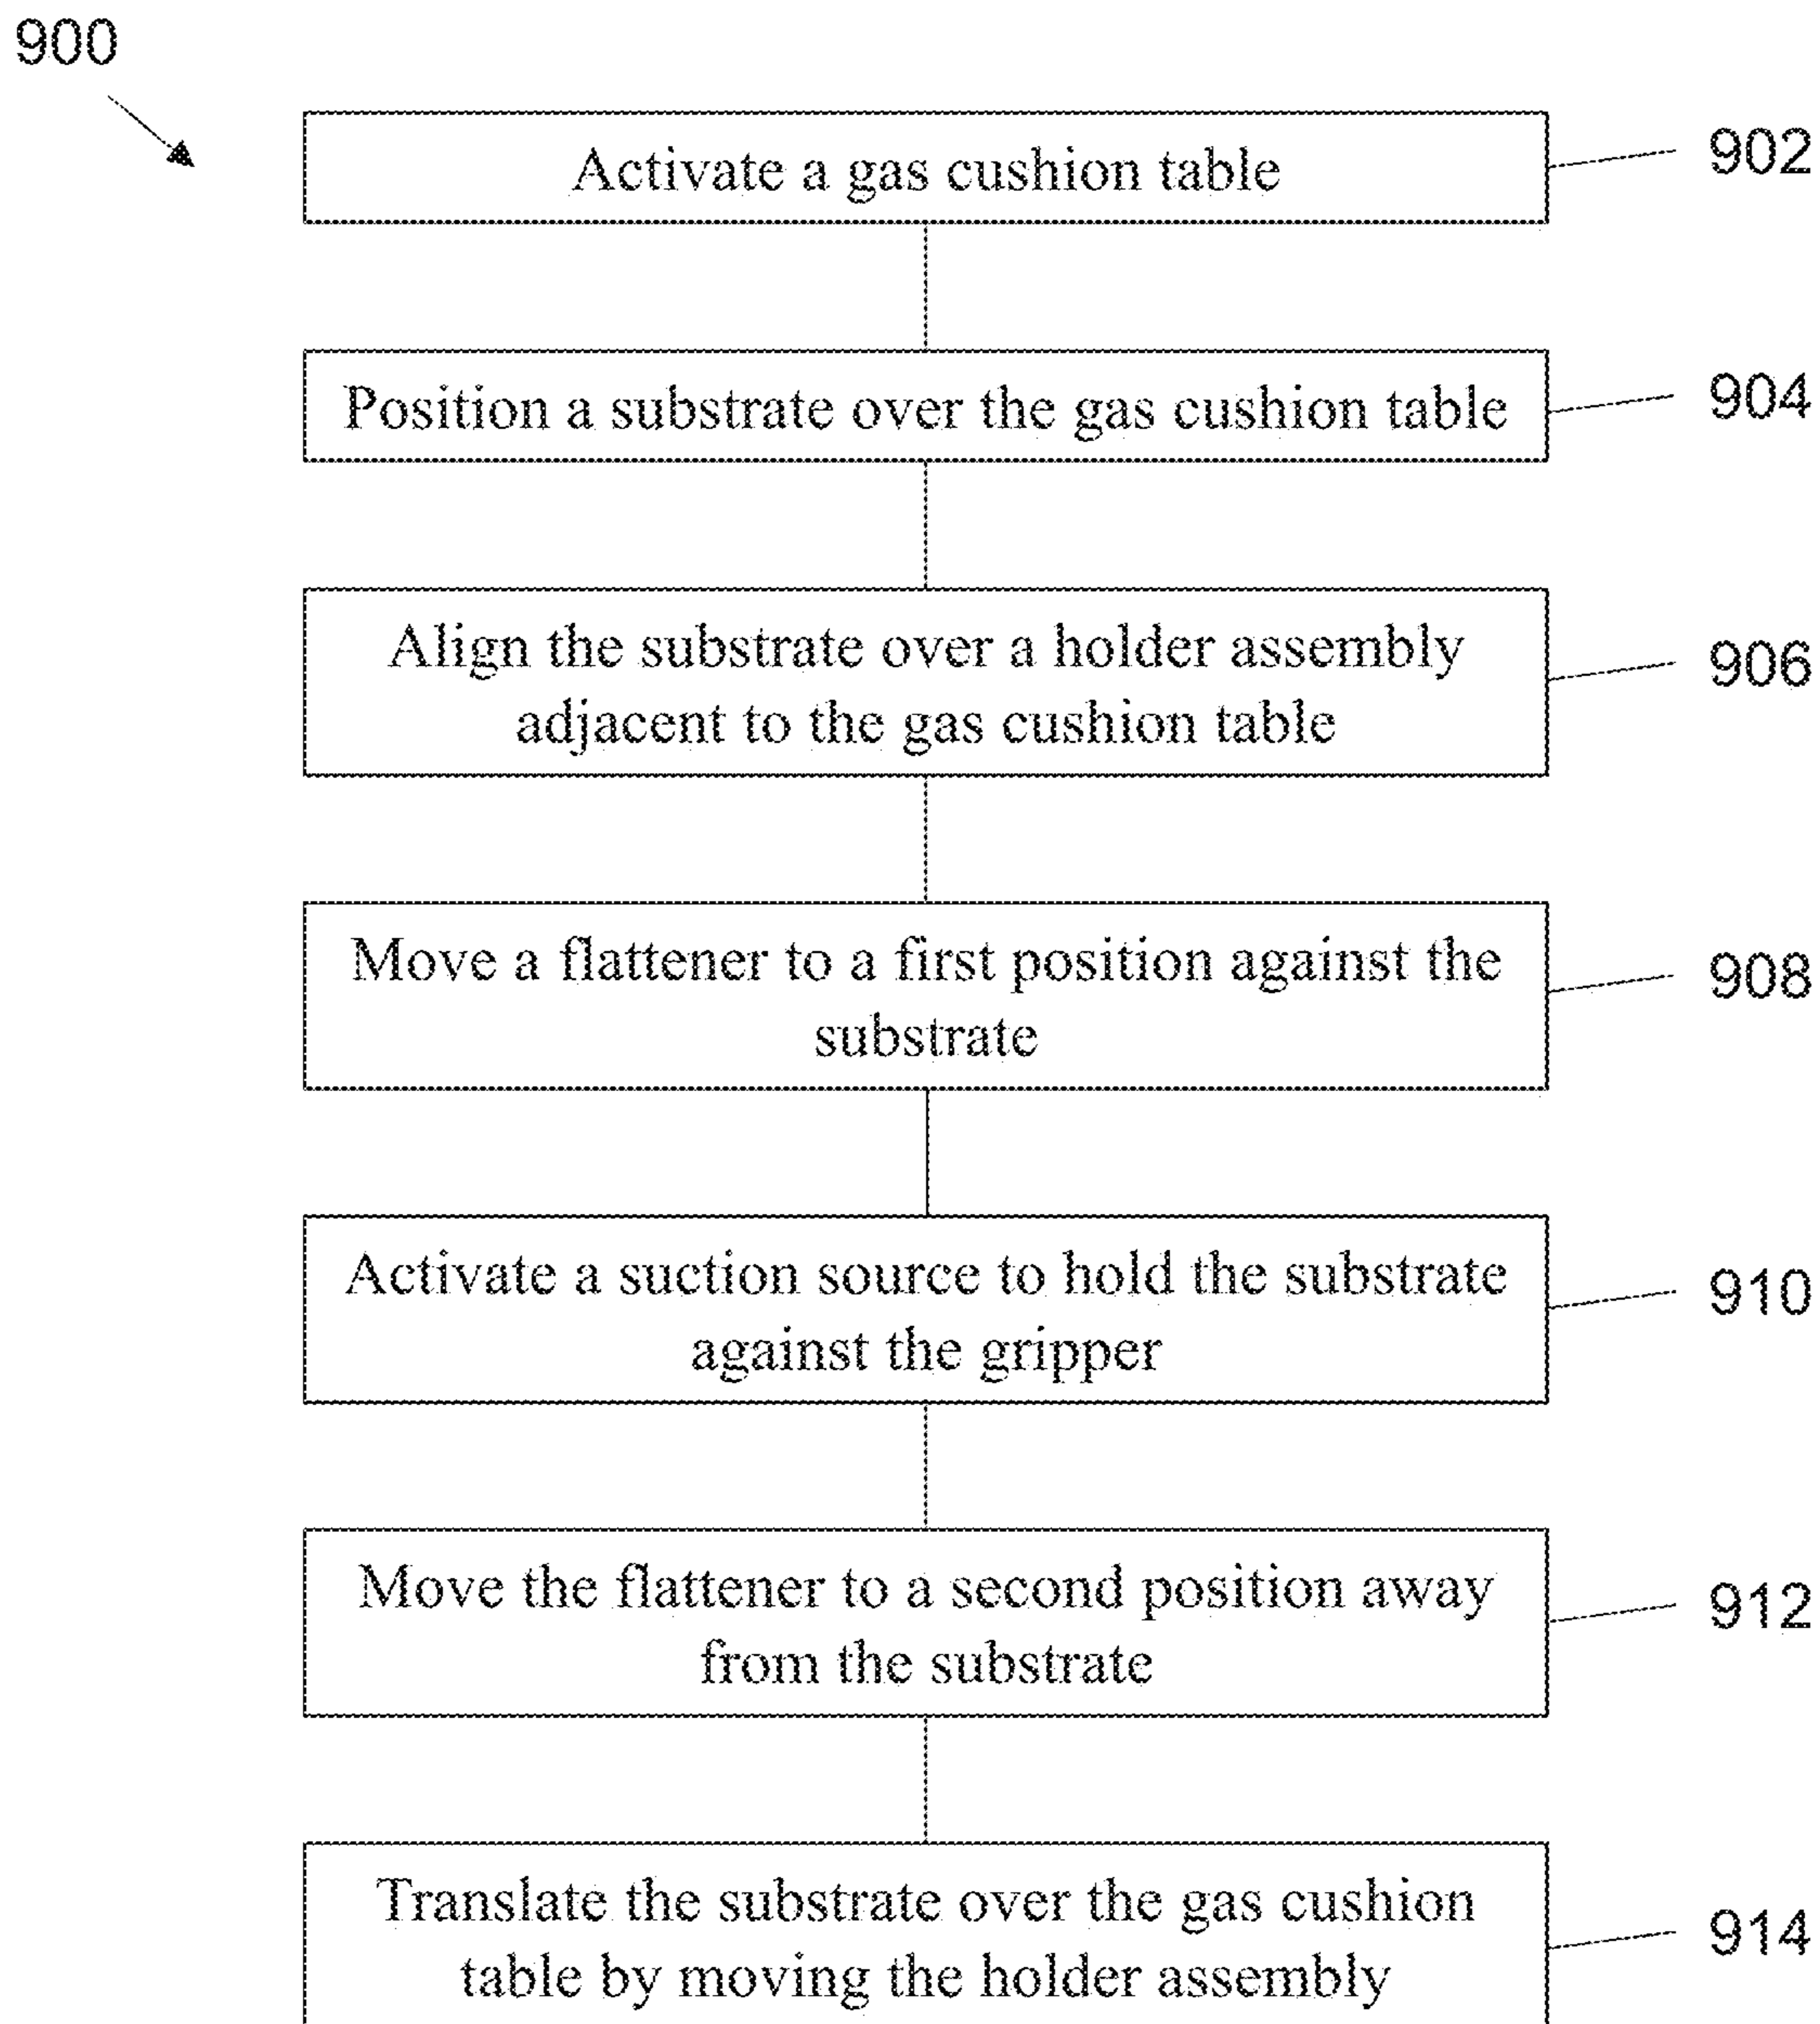 900
Activate a gas cushion table
902
Position a substrate over the gas cushion table
904
Align the substrate over a holder assembly
adjacent to the gas cushion table
906
Move a flattener to a first position against the
substrate
908
Activate a suction source to hold the substrate
against the gripper
910
Move the flattener to a second position away
from the substrate
912
Translate the substrate over the gas cushion
table by moving the holder assembly
914